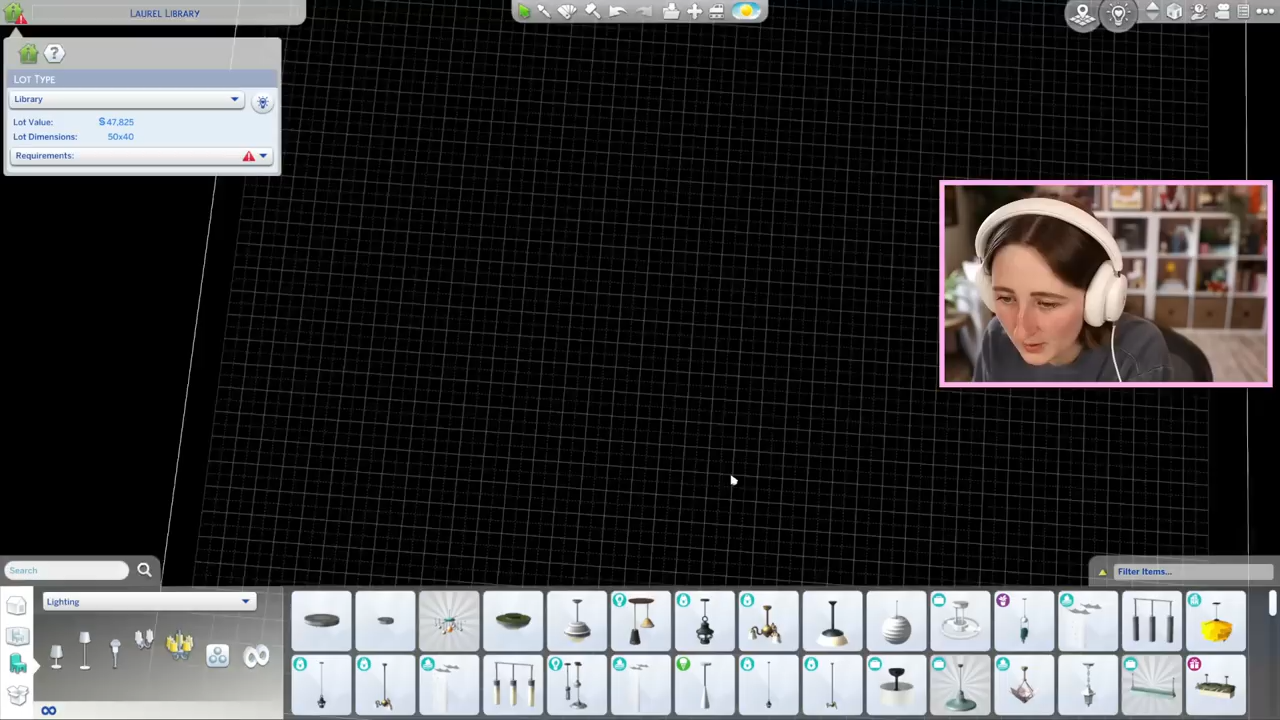 LAUREL LIBRARY
LOT TYPE
Library
Lot Value: §47,825
Lot Dimensions: 50x40
Requirements:
Search
Filter Items...
Lighting